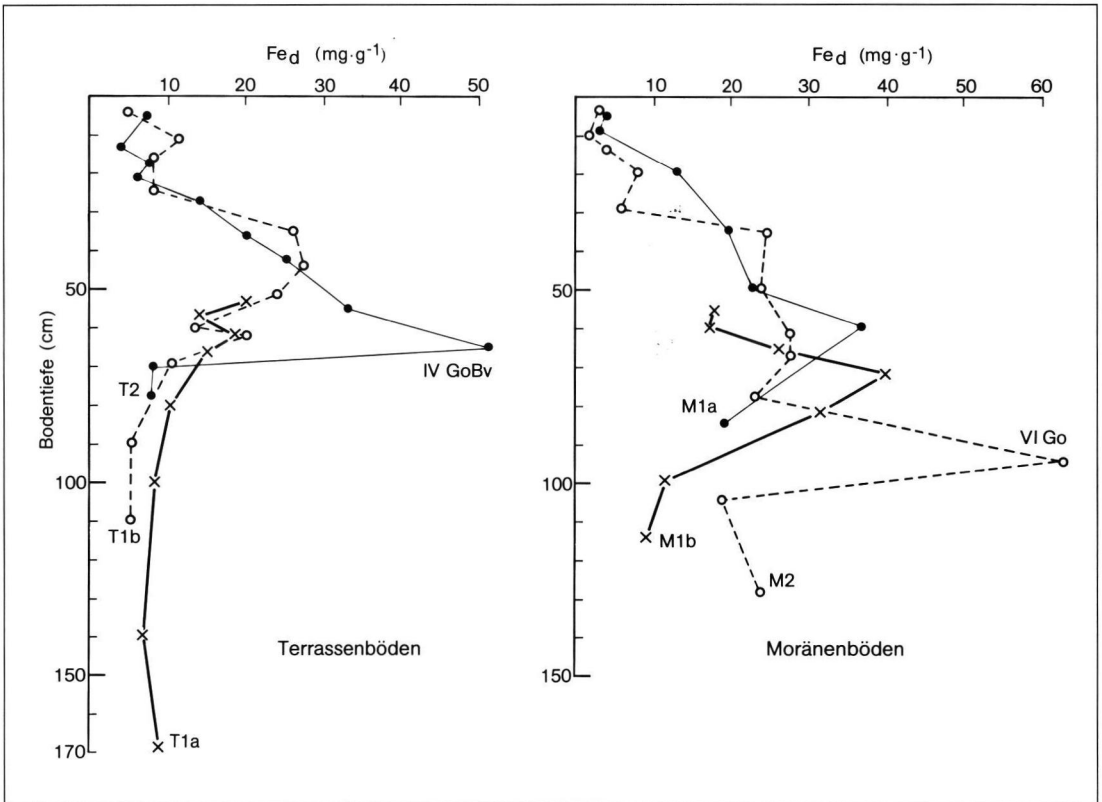 Fed (mg·g-1)
10 20 30 40 50
Bodentiefe (cm)
50
100
150
170
IV GoBv
T2
T1b
T1a
Terrassenböden
Fed (mg·g-1)
10 20 30 40 50 60
50
100
150
M1a
VI Go
M1b
M2
Moränenböden